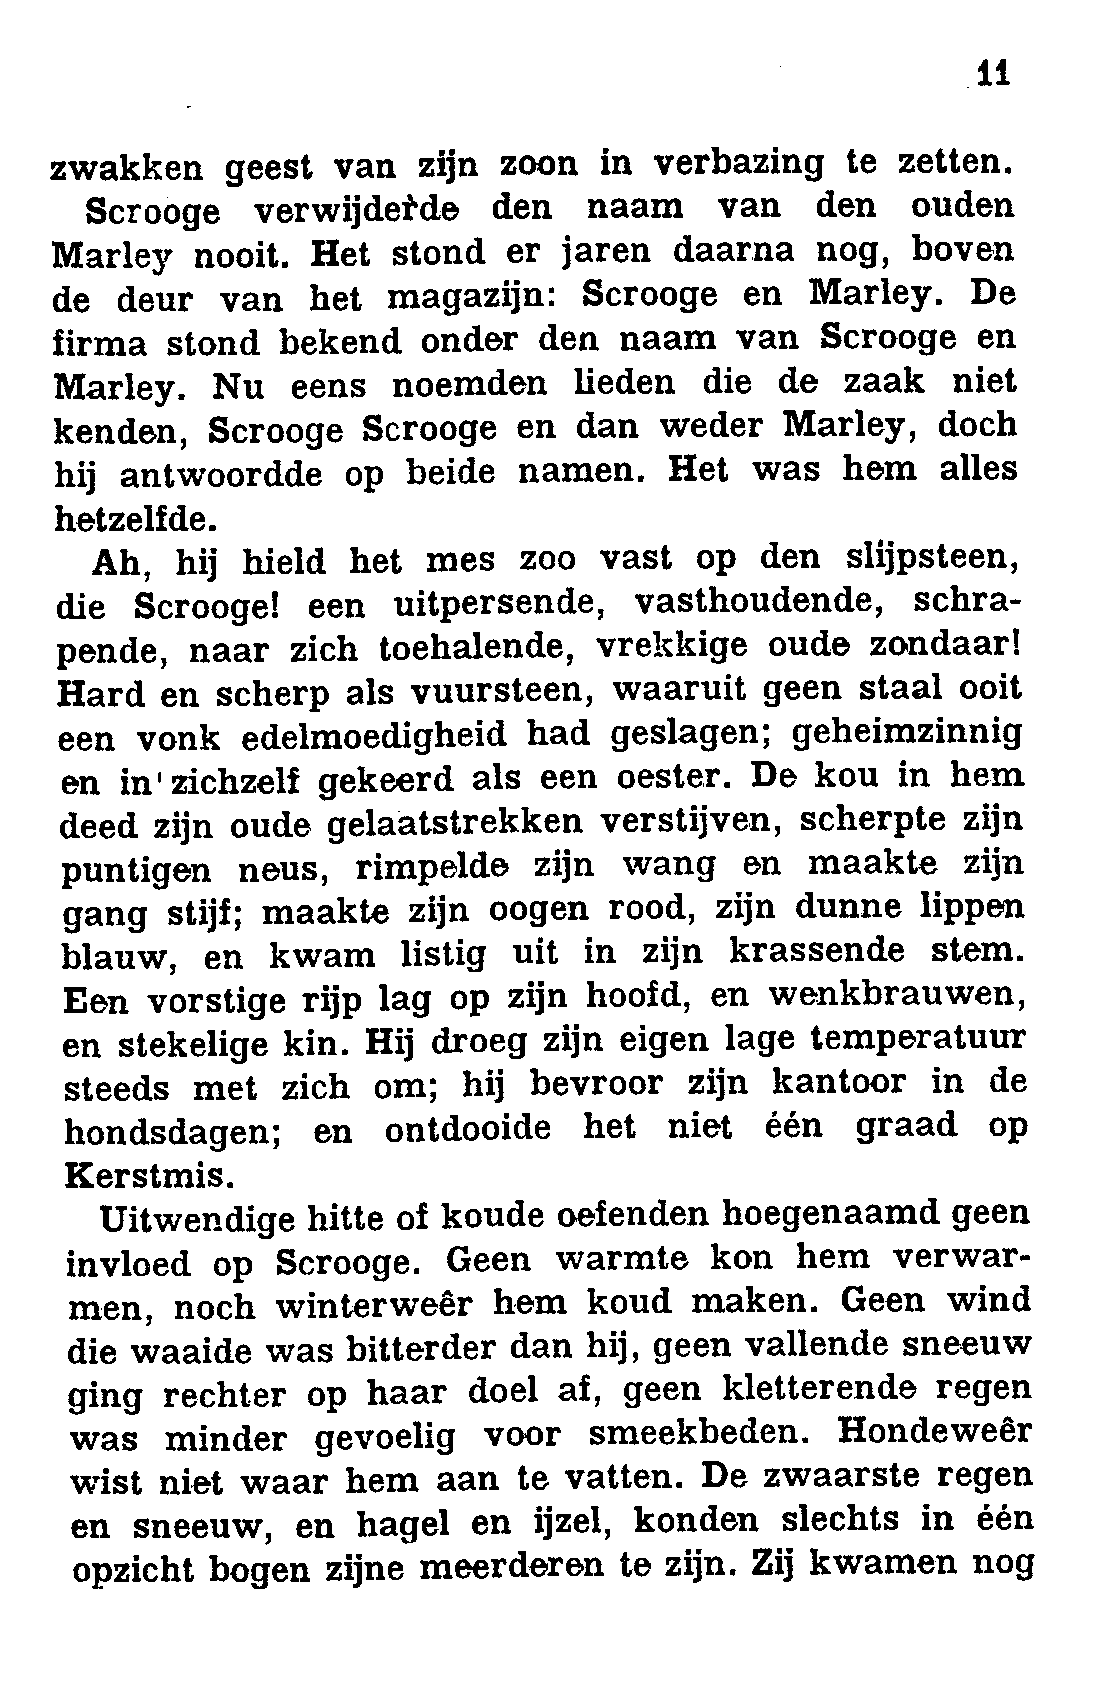 11
zwakken geest van zijn zoon in verbazing te zetten.
Scrooge verwijderde den naam van den ouden
Marley nooit. Het stond er jaren daarna nog, boven
de deur van het magazijn: Scrooge en Marley. De
firma stond bekend onder den naam van Scrooge en
Marley. Nu eens noemden lieden die de zaak niet
kenden, Scrooge Scrooge en dan weder Marley, doch
hij antwoordde op beide namen. Het was hem alles
hetzelfde.
Ah, hij hield het mes zoo vast op den slijpsteen,
die Scrooge! een uitpersende, vasthoudende, schra-
pende, naar zich toehalende, vrekkige oude zondaar!
Hard en scherp als vuursteen, waaruit geen staal ooit
een vonk edelmoedigheid had geslagen; geheimzinnig
en in zichzelf gekeerd als een oester. De kou in hem
deed zijn oude gelaatstrekken verstijven, scherpte zijn
puntigen neus, rimpelde zijn wang en maakte zijn
gang stijf; maakte zijn oogen rood, zijn dunne lippen
blauw, en kwam listig uit in zijn krassende stem.
Een vorstige rijp lag op zijn hoofd, en wenkbrauwen,
en stekelige kin. Hij droeg zijn eigen lage temperatuur
steeds met zich om; hij bevroor zijn kantoor in de
hondsdagen; en ontdooide het niet één graad op
Kerstmis.
Uitwendige hitte of koude oefenden hoegenaamd geen
invloed op Scrooge. Geen warmte kon hem verwar-
men, noch winterweêr hem koud maken. Geen wind
die waaide was bitterder dan hij, geen vallende sneeuw
ging rechter op haar doel af, geen kletterende regen
was minder gevoelig voor smeekbeden. Hondeweêr
wist niet waar hem aan te vatten. De zwaarste regen
en sneeuw, en hagel en ijzel, konden slechts in één
opzicht bogen zijne meerderen te zijn. Zij kwamen nog